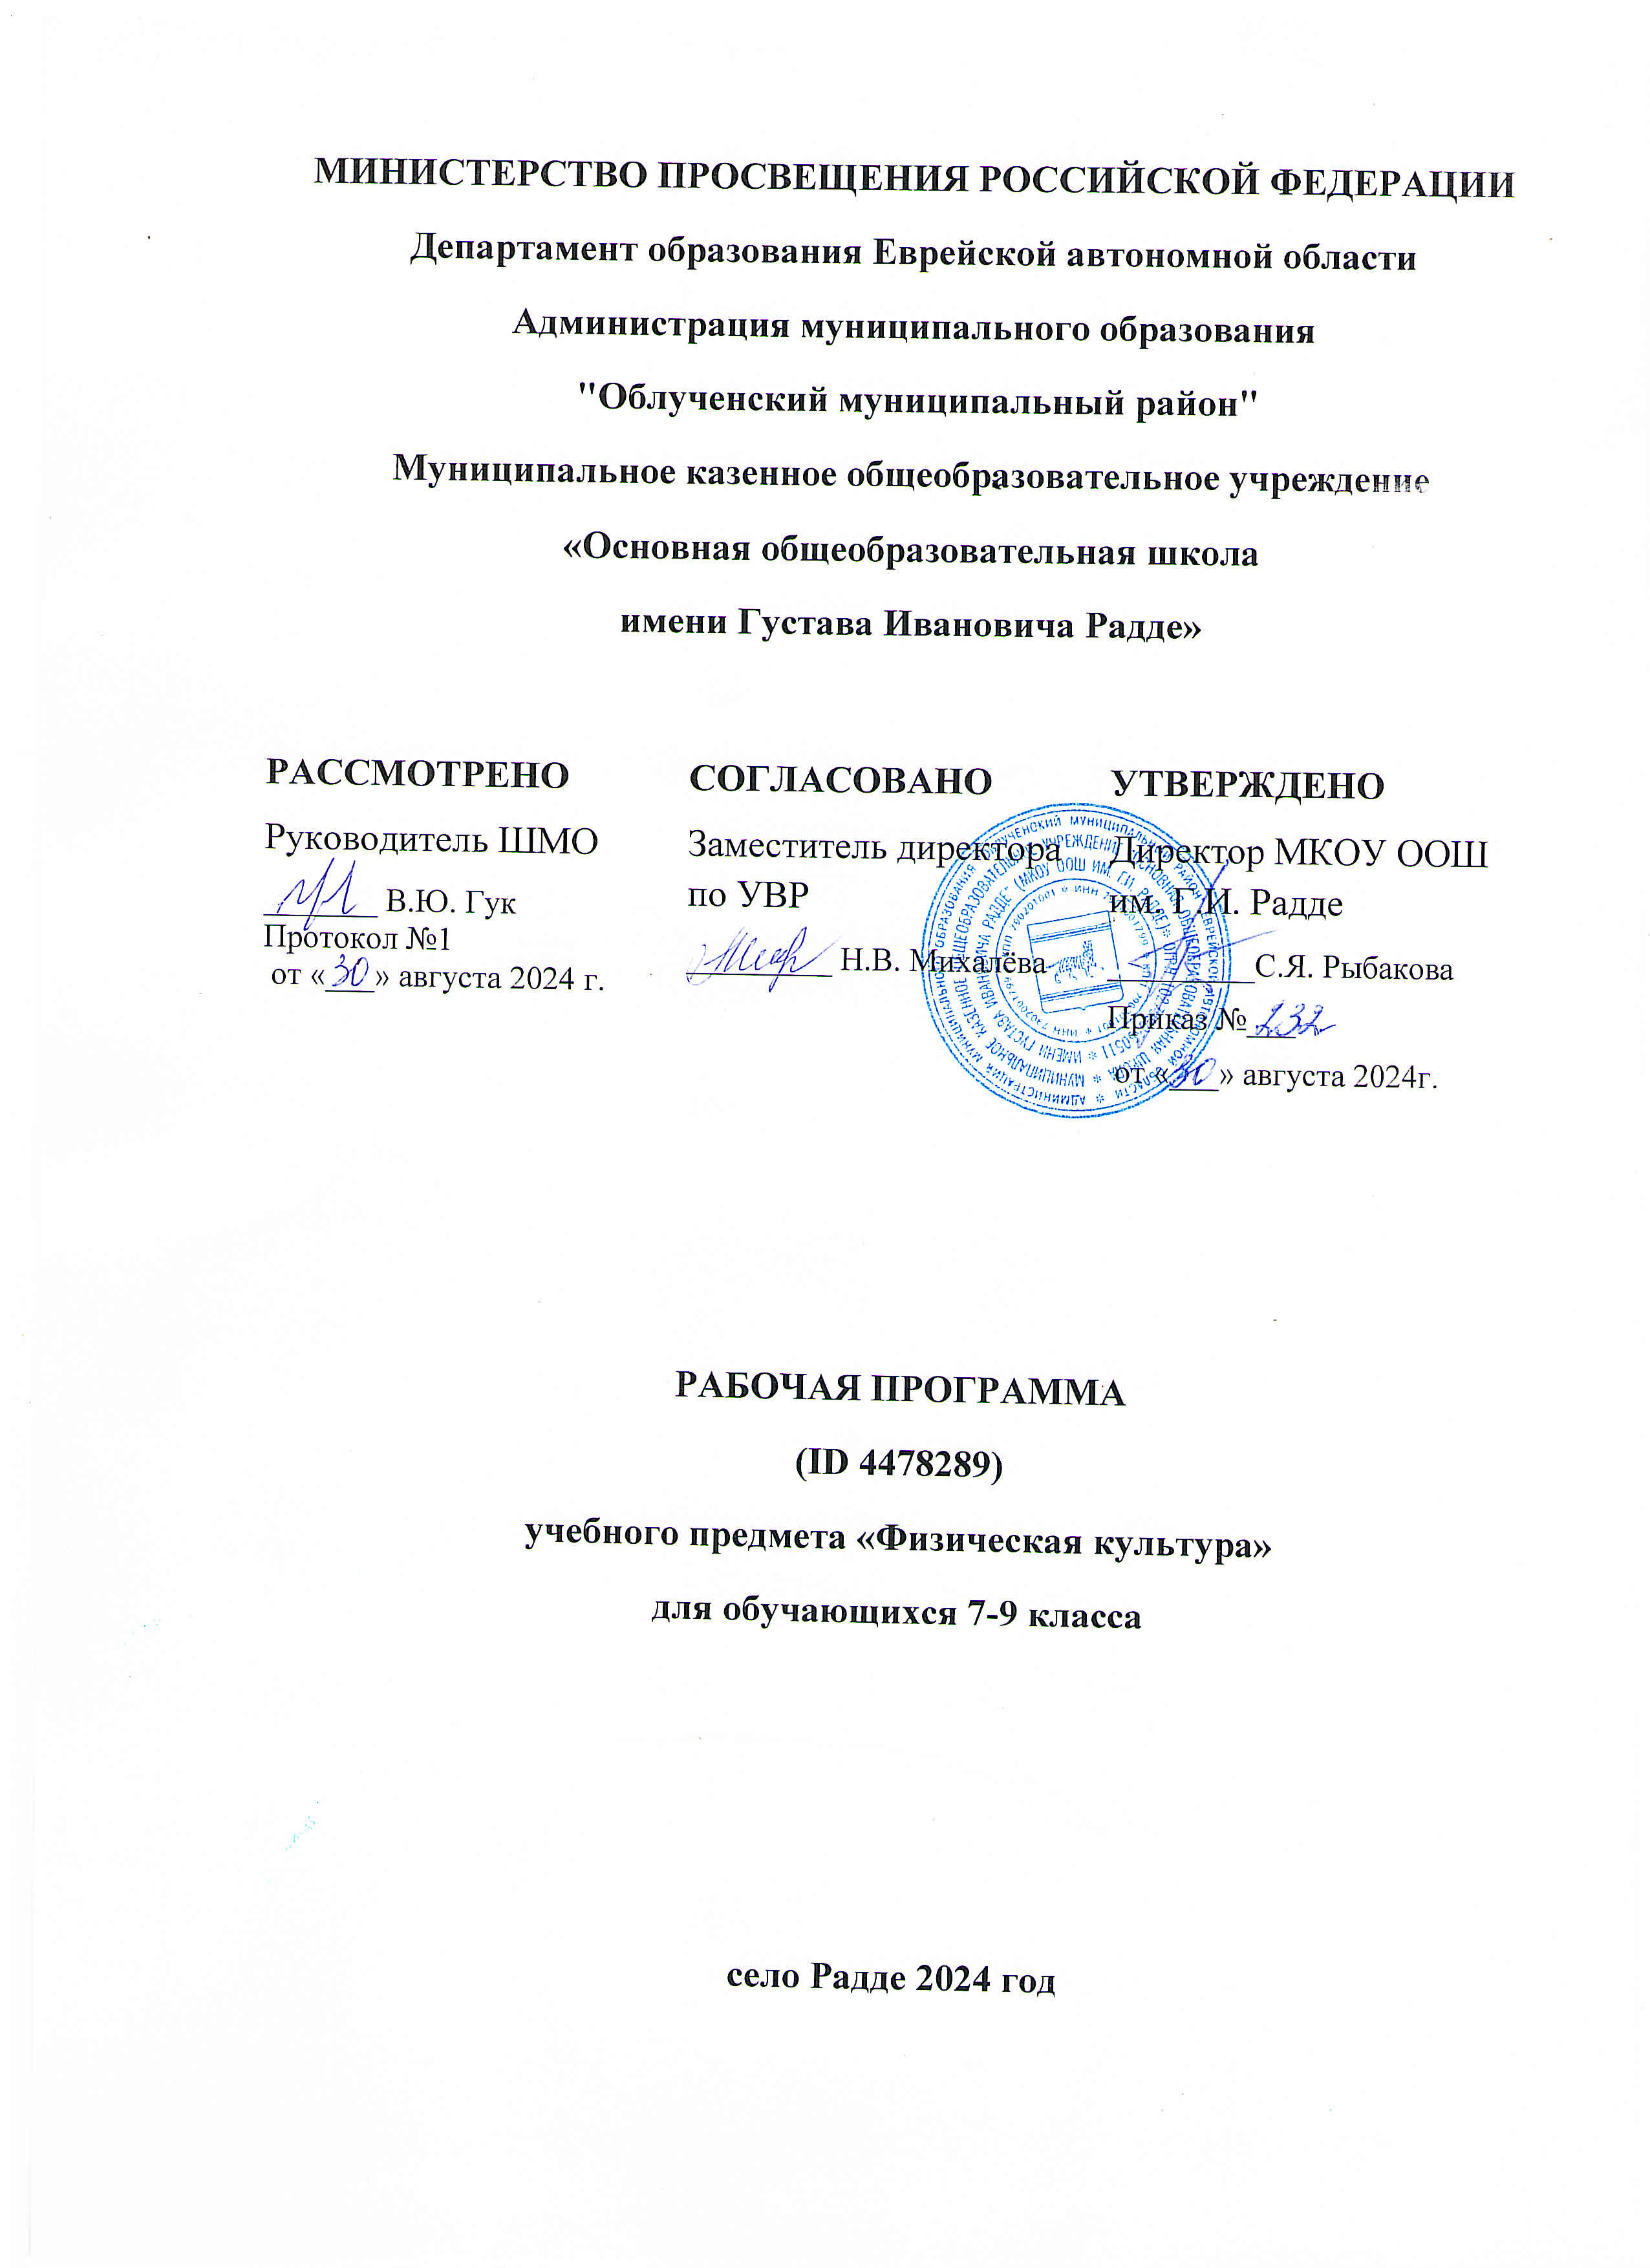 МИНИСТЕРСТВО ПРОСВЕЩЕНИЯ РОССИЙСКОЙ ФЕДЕРАЦИИ
Департамент образования Еврейской автономной области
Администрация муниципального образования
"Облученский муниципальный район"
Муниципальное казенное общеобразовательное учреждение
«Основная общеобразовательная школа
имени Густава Ивановича Радде»
РАССМОТРЕНО
Руководитель ШМО
В.Ю. Гук
Протокол №1
от «30» августа 2024 г.
СОГЛАСОВАНО
Заместитель директора
по УВР
Н.В. Михалёва
УТВЕРЖДЕНО
Директор МКОУ ООШ
им. Г.И. Радде
С.Я. Рыбакова
Приказ № 232
от «30» августа 2024г.
РАБОЧАЯ ПРОГРАММА
(ID 4478289)
учебного предмета «Физическая культура»
для обучающихся 7-9 класса
село Радде 2024 год